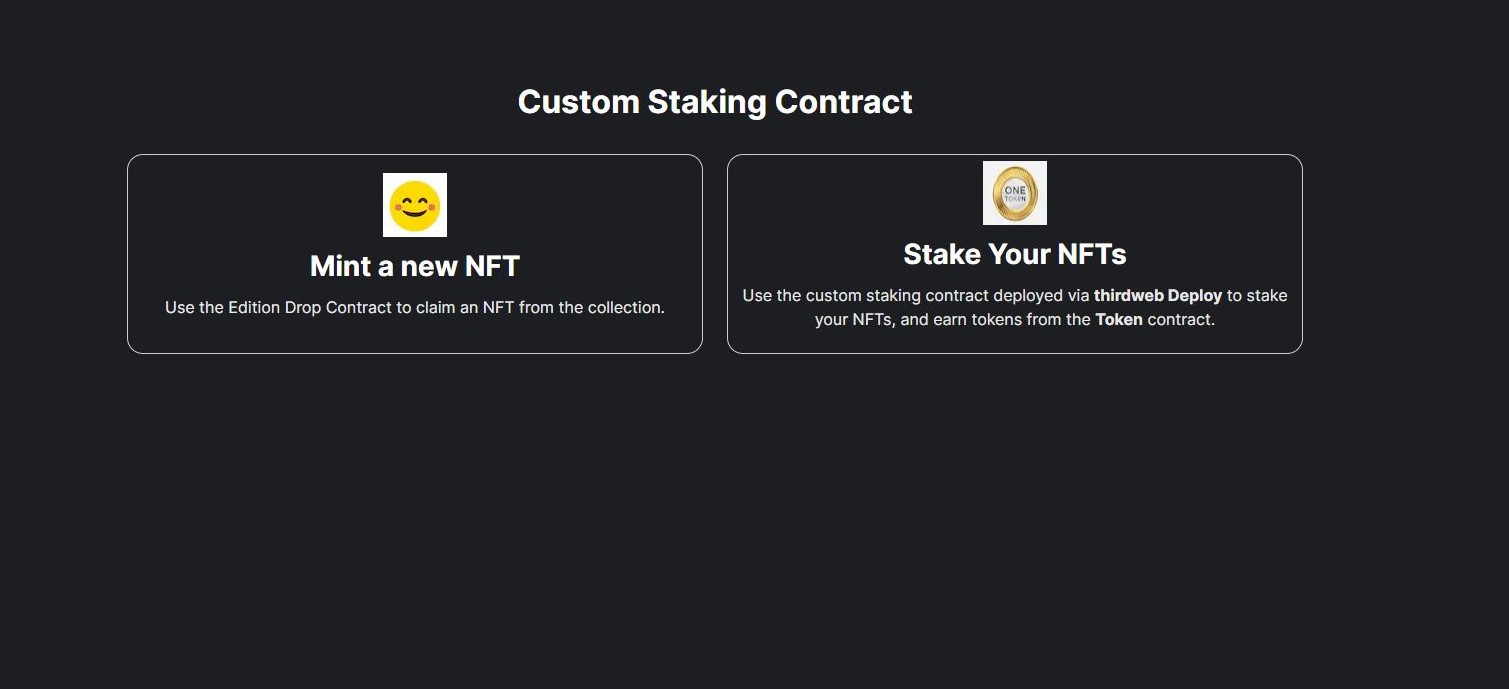 Custom Staking Contract
Mint a new NFT
Use the Edition Drop Contract to claim an NFT from the collection.
ONE
TOKEN
Stake Your NFTs
Use the custom staking contract deployed via thirdweb Deploy to stake
your NFTs, and earn tokens from the Token contract.